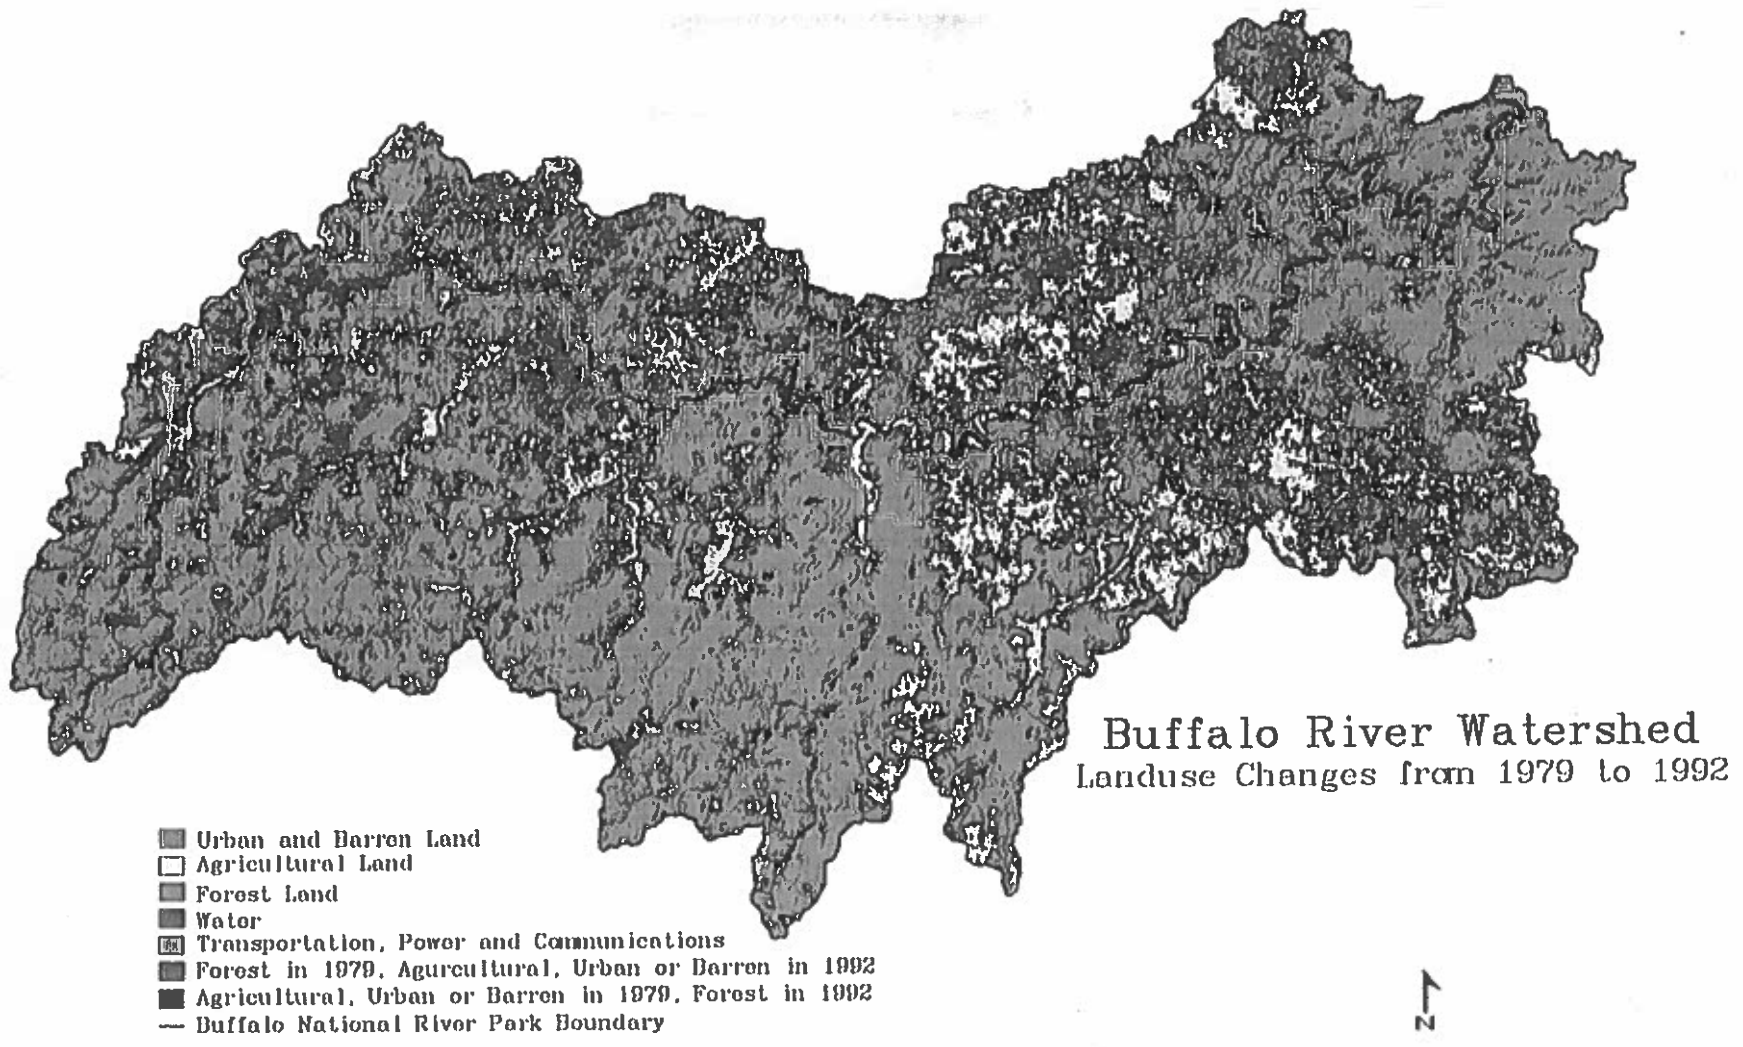 Buffalo River Watershed
Landuse Changes from 1979 to 1992
Urban and Barren Land
Agricultural Land
Forest Land
Water
Transportation, Power and Communications
Forest in 1979, Agurcultural, Urban or Barren in 1992
Agricultural, Urban or Barren in 1979, Forest in 1992
Buffalo National River Park Boundary
N